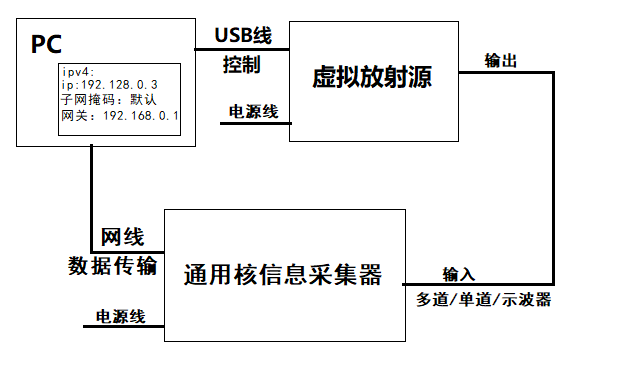 PC
ipv4:
ip:192.128.0.3
子网掩码：默认
网关：192.168.0.1
USB线
控制
电源线
虚拟放射源
输出
网线
数据传输
电源线
通用核信息采集器
输入
多道/单道/示波器